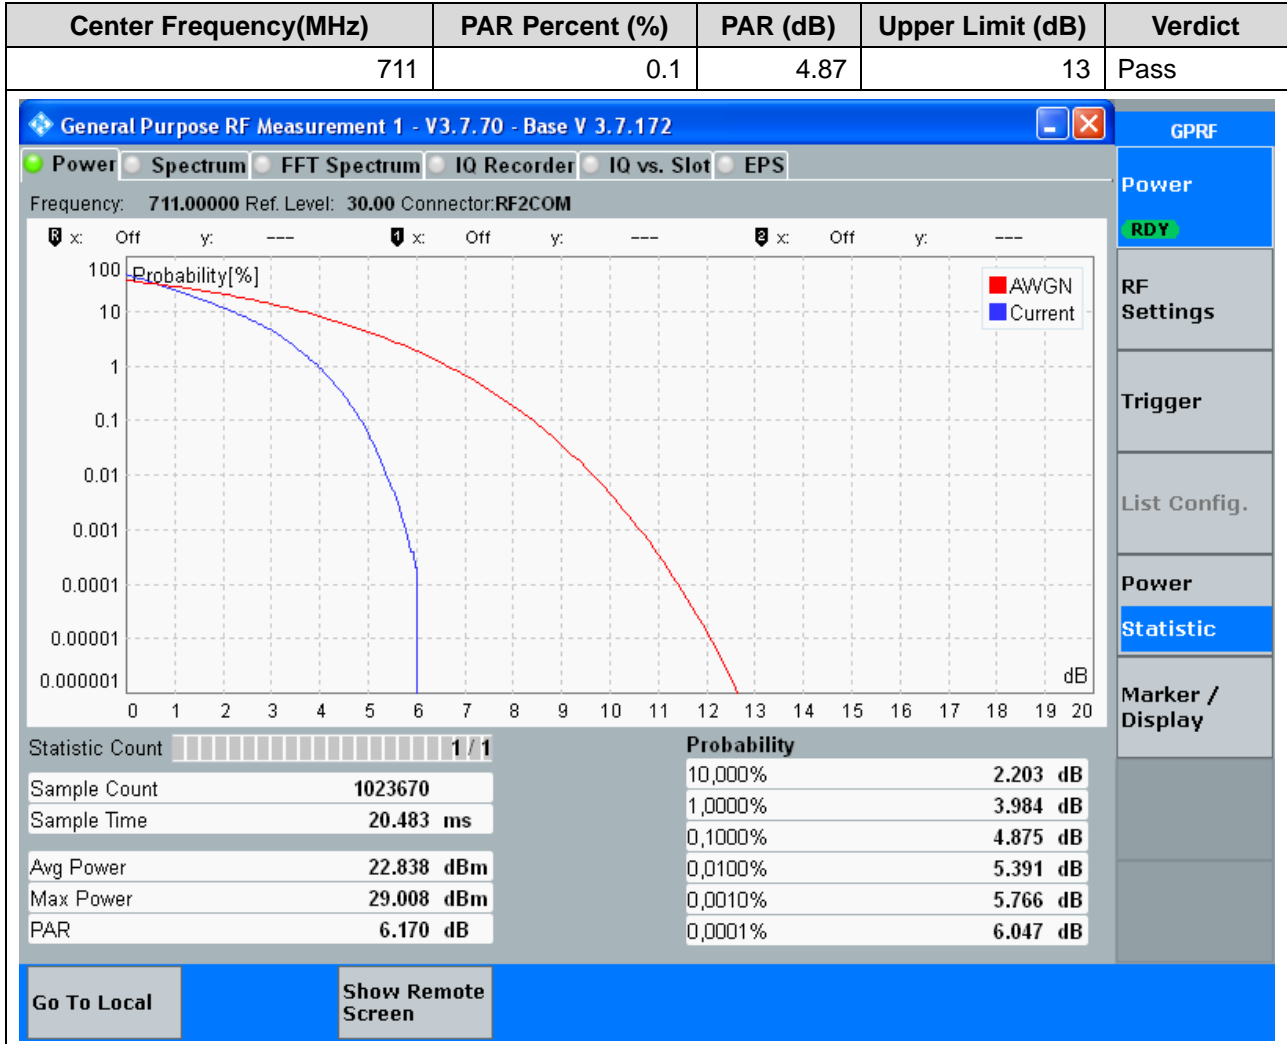 Center Frequency(MHz) PAR Percent (%) PAR (dB) Upper Limit (dB) Verdict
711 0.1 4.87 13 Pass
General Purpose RF Measurement 1 - V3.7.70 - Base V 3.7.172
GPRF
Power Spectrum FFT Spectrum IQ Recorder IQ vs. Slot EPS
Frequency: 711.00000 Ref. Level: 30.00 Connector:RF2COM
R x: Off y: --- 1 x: Off y: --- 2 x: Off y: ---
Probability[%]
100
10
1
0.1
0.01
0.001
0.0001
0.00001
0.000001
AWGN
Current
dB
0 1 2 3 4 5 6 7 8 9 10 11 12 13 14 15 16 17 18 19 20
Statistic Count 1 / 1
Sample Count 1023670
Sample Time 20.483 ms
Avg Power 22.838 dBm
Max Power 29.008 dBm
PAR 6.170 dB
Probability
10,000% 2.203 dB
1,0000% 3.984 dB
0,1000% 4.875 dB
0,0100% 5.391 dB
0,0010% 5.766 dB
0,0001% 6.047 dB
Power
RDY
RF
Settings
Trigger
List Config.
Power
Statistic
Marker /
Display
Go To Local
Show Remote
Screen